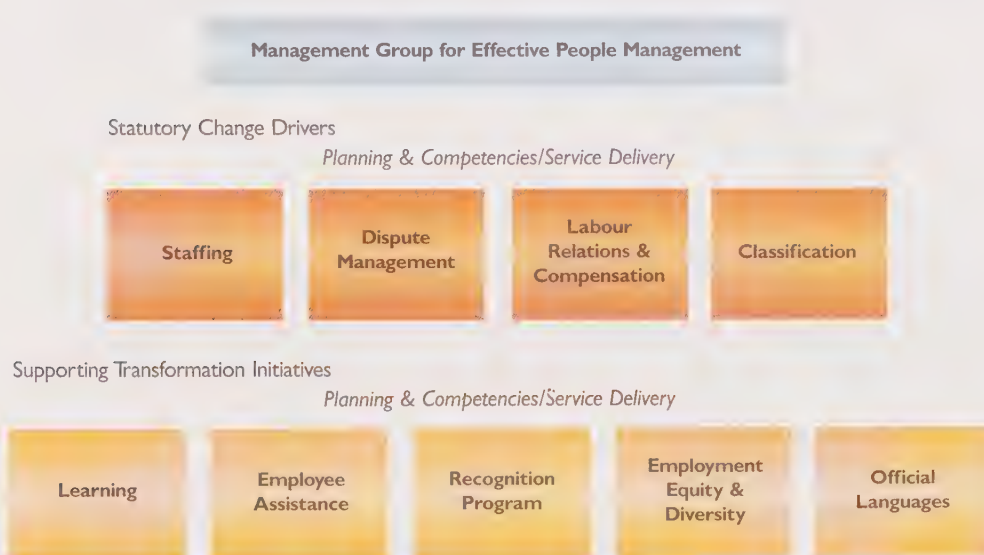 Management Group for Effective People Management
Statutory Change Drivers
Planning & Competencies/Service Delivery
Staffing
Dispute
Management
Labour
Relations &
Compensation
Classification
Supporting Transformation Initiatives
Planning & Competencies/Service Delivery
Learning
Employee
Assistance
Recognition
Program
Employment
Equity &
Diversity
Official
Languages